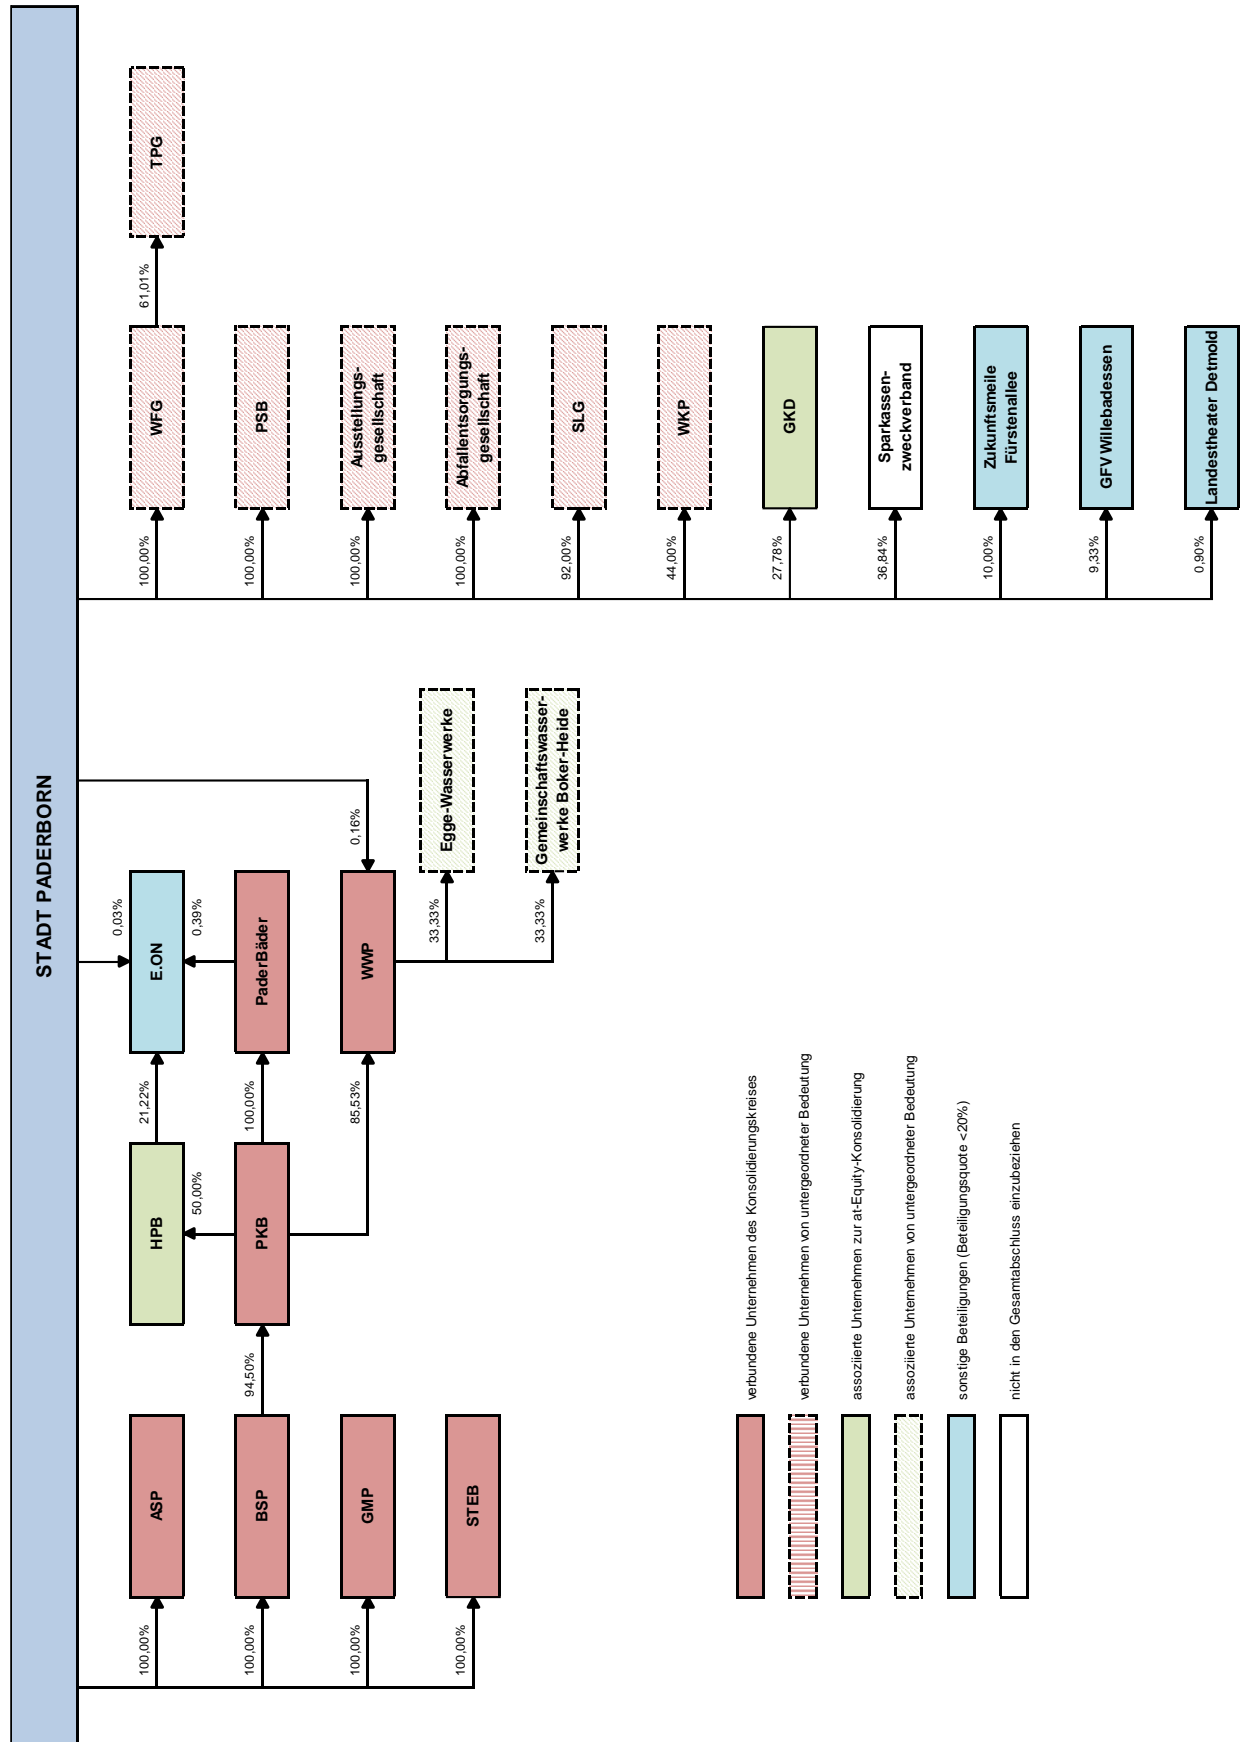 STADT PADERBORN
100,00%
ASP
100,00%
BSP
100,00%
GMP
100,00%
STEB
94,50%
HPB
50,00%
PKB
21,22%
100,00%
85,53%
0,03%
E.ON
0,39%
PaderBäder
WWP
0,16%
33,33%
Egge-Wasserwerke
33,33%
Gemeinschaftswasser-
werke Boker-Heide
100,00%
WFG
61,01%
TPG
100,00%
PSB
100,00%
Ausstellungs-
gesellschaft
100,00%
Abfallentsorgungs-
gesellschaft
92,00%
SLG
44,00%
WKP
27,78%
GKD
36,84%
Sparkassen-
zweckverband
10,00%
Zukunftsmeile
Fürstenallee
9,33%
GFV Willebadessen
0,90%
Landestheater Detmold
verbundene Unternehmen des Konsolidierungskreises
verbundene Unternehmen von untergeordneter Bedeutung
assoziierte Unternehmen zur at-Equity-Konsolidierung
assoziierte Unternehmen von untergeordneter Bedeutung
sonstige Beteiligungen (Beteiligungsquote <20%)
nicht in den Gesamtabschluss einzubeziehen